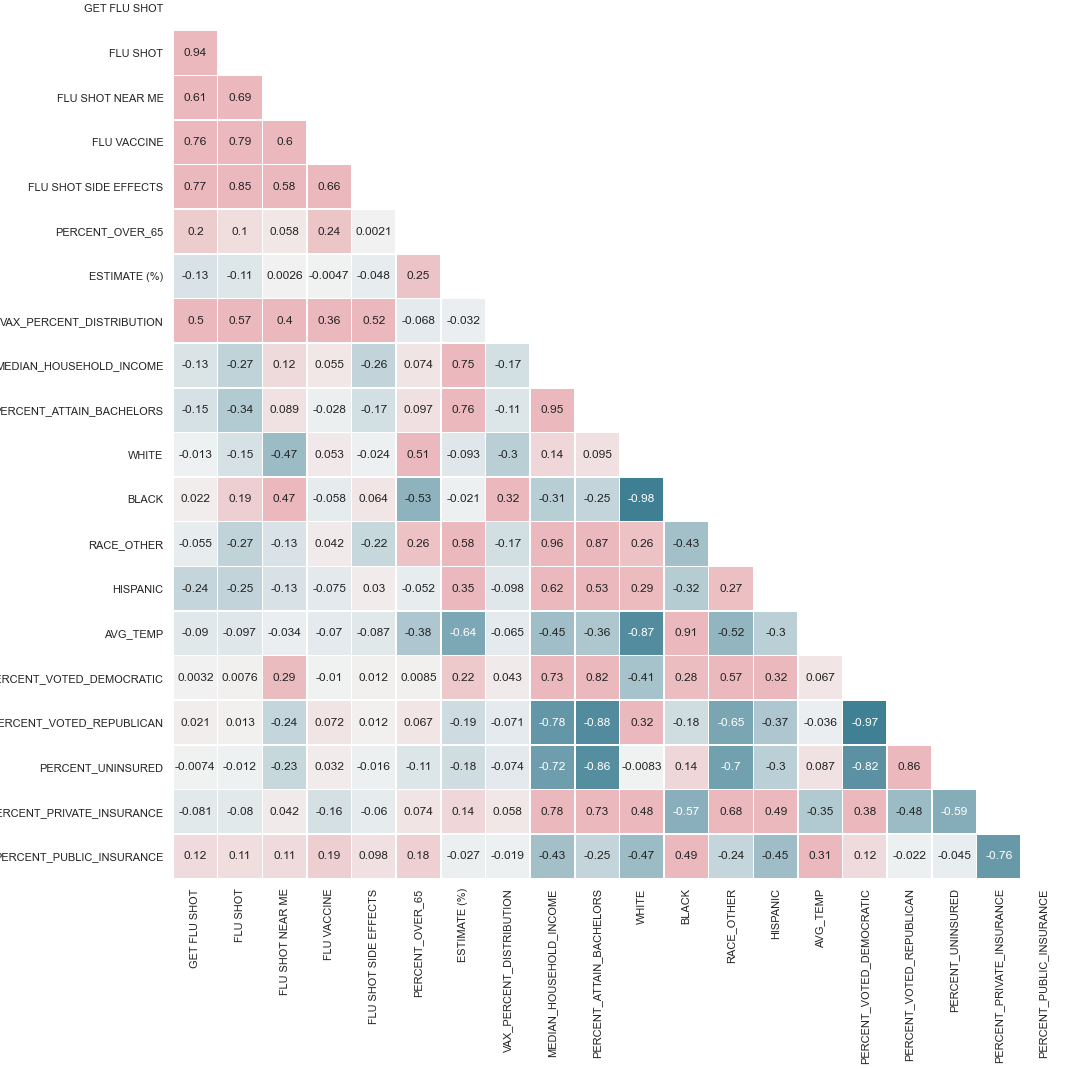 GET FLU SHOT
FLU SHOT 0.94
FLU SHOT NEAR ME 0.61 0.69
FLU VACCINE 0.76 0.79 0.6
FLU SHOT SIDE EFFECTS 0.77 0.85 0.58 0.66
PERCENT_OVER_65 0.2 0.1 0.058 0.24 0.0021
ESTIMATE (%) -0.13 -0.11 0.0026 -0.0047 -0.048 0.25
VAX_PERCENT_DISTRIBUTION 0.5 0.57 0.4 0.36 0.52 -0.068 -0.032
MEDIAN_HOUSEHOLD_INCOME -0.13 -0.27 0.12 0.055 -0.26 0.074 0.75 -0.17
PERCENT_ATTAIN_BACHELORS -0.15 -0.34 0.089 -0.028 -0.17 0.097 0.76 -0.11 0.95
WHITE -0.013 -0.15 -0.47 0.053 -0.024 0.51 -0.093 -0.3 0.14 0.095
BLACK 0.022 0.19 0.47 -0.058 0.064 -0.53 -0.021 0.32 -0.31 -0.25 -0.98
RACE_OTHER -0.055 -0.27 -0.13 0.042 -0.22 0.26 0.58 -0.17 0.96 0.87 0.26 -0.43
HISPANIC -0.24 -0.25 -0.13 -0.075 0.03 -0.052 0.35 -0.098 0.62 0.53 0.29 -0.32 0.27
AVG_TEMP -0.09 -0.097 -0.034 -0.07 -0.087 -0.38 -0.64 -0.065 -0.45 -0.36 -0.87 0.91 -0.52 -0.3
ERCENT_VOTED_DEMOCRATIC 0.0032 0.0076 0.29 -0.01 0.012 0.0085 0.22 0.043 0.73 0.82 -0.41 0.28 0.57 0.32 0.067
ERCENT_VOTED_REPUBLICAN 0.021 0.013 -0.24 0.072 0.012 0.067 -0.19 -0.071 -0.78 -0.88 0.32 -0.18 -0.65 -0.37 -0.036 -0.97
PERCENT_UNINSURED -0.0074 -0.012 -0.23 0.032 -0.016 -0.11 -0.18 -0.074 -0.72 -0.86 -0.0083 0.14 -0.7 -0.3 0.087 -0.82 0.86
ERCENT_PRIVATE_INSURANCE -0.081 -0.08 0.042 -0.16 -0.06 0.074 0.14 0.058 0.78 0.73 0.48 -0.57 0.68 0.49 -0.35 0.38 -0.48 -0.59
PERCENT_PUBLIC_INSURANCE 0.12 0.11 0.11 0.19 0.098 0.18 -0.027 -0.019 -0.43 -0.25 -0.47 0.49 -0.24 -0.45 0.31 0.12 -0.022 -0.045 -0.76
GET FLU SHOT
FLU SHOT
FLU SHOT NEAR ME
FLU VACCINE
FLU SHOT SIDE EFFECTS
PERCENT_OVER_65
ESTIMATE (%)
VAX_PERCENT_DISTRIBUTION
MEDIAN_HOUSEHOLD_INCOME
PERCENT_ATTAIN_BACHELORS
WHITE
BLACK
RACE_OTHER
HISPANIC
AVG_TEMP
PERCENT_VOTED_DEMOCRATIC
PERCENT_VOTED_REPUBLICAN
PERCENT_UNINSURED
PERCENT_PRIVATE_INSURANCE
PERCENT_PUBLIC_INSURANCE